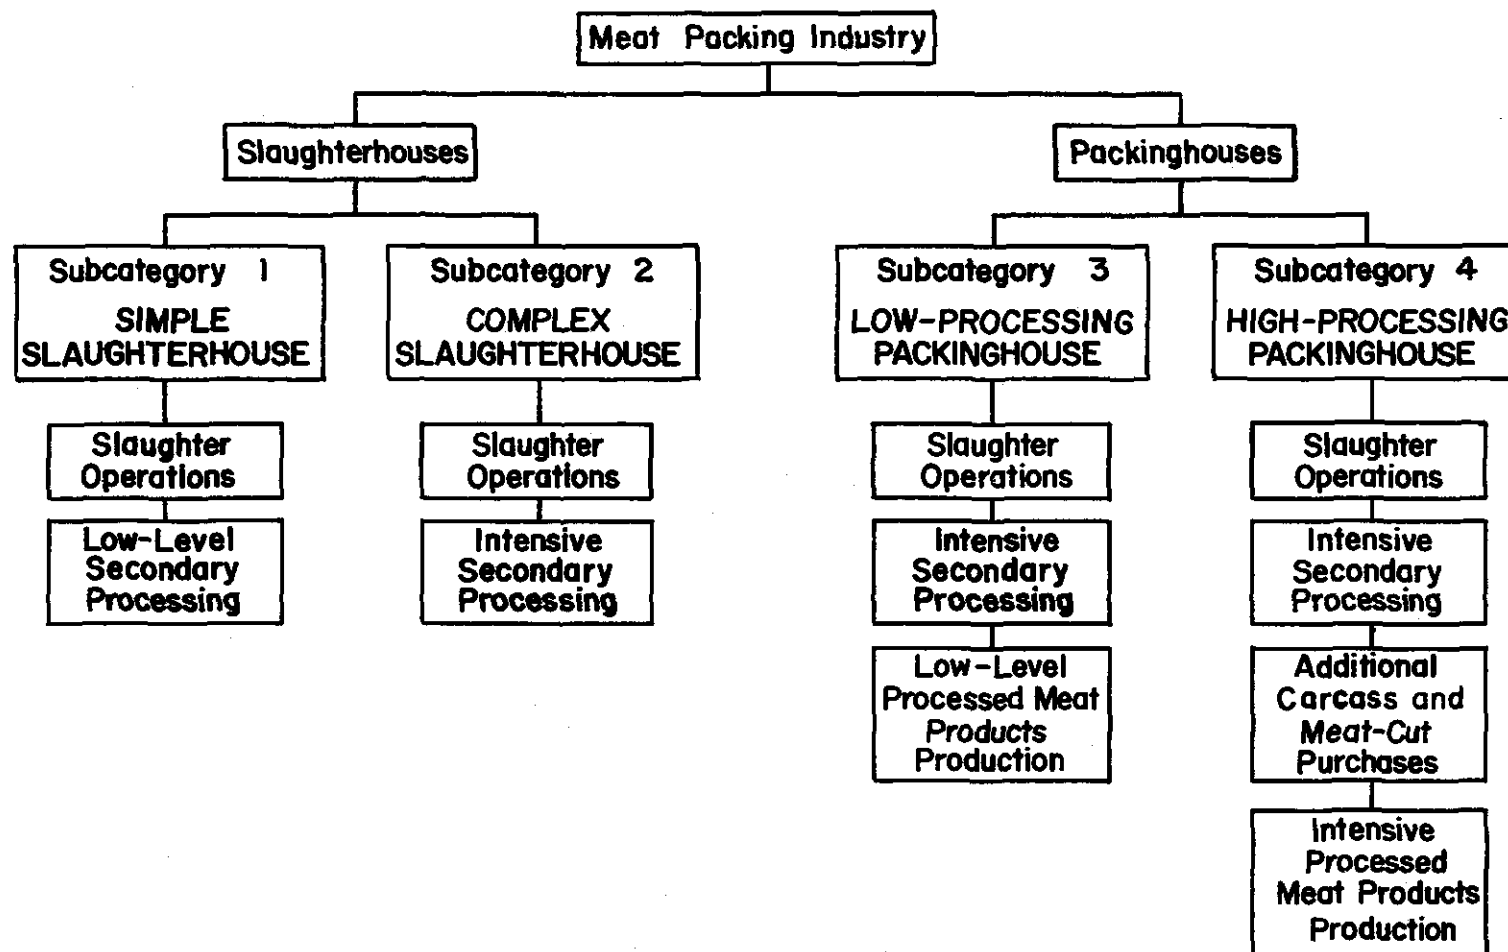 Meat Packing Industry
Slaughterhouses
Packinghouses
Subcategory 1
SIMPLE
SLAUGHTERHOUSE
Subcategory 2
COMPLEX
SLAUGHTERHOUSE
Subcategory 3
LOW-PROCESSING
PACKINGHOUSE
Subcategory 4
HIGH-PROCESSING
PACKINGHOUSE
Slaughter
Operations
Low-Level
Secondary
Processing
Slaughter
Operations
Intensive
Secondary
Processing
Slaughter
Operations
Intensive
Secondary
Processing
Low-Level
Processed Meat
Products
Production
Slaughter
Operations
Intensive
Secondary
Processing
Additional
Carcass and
Meat-Cut
Purchases
Intensive
Processed
Meat Products
Production